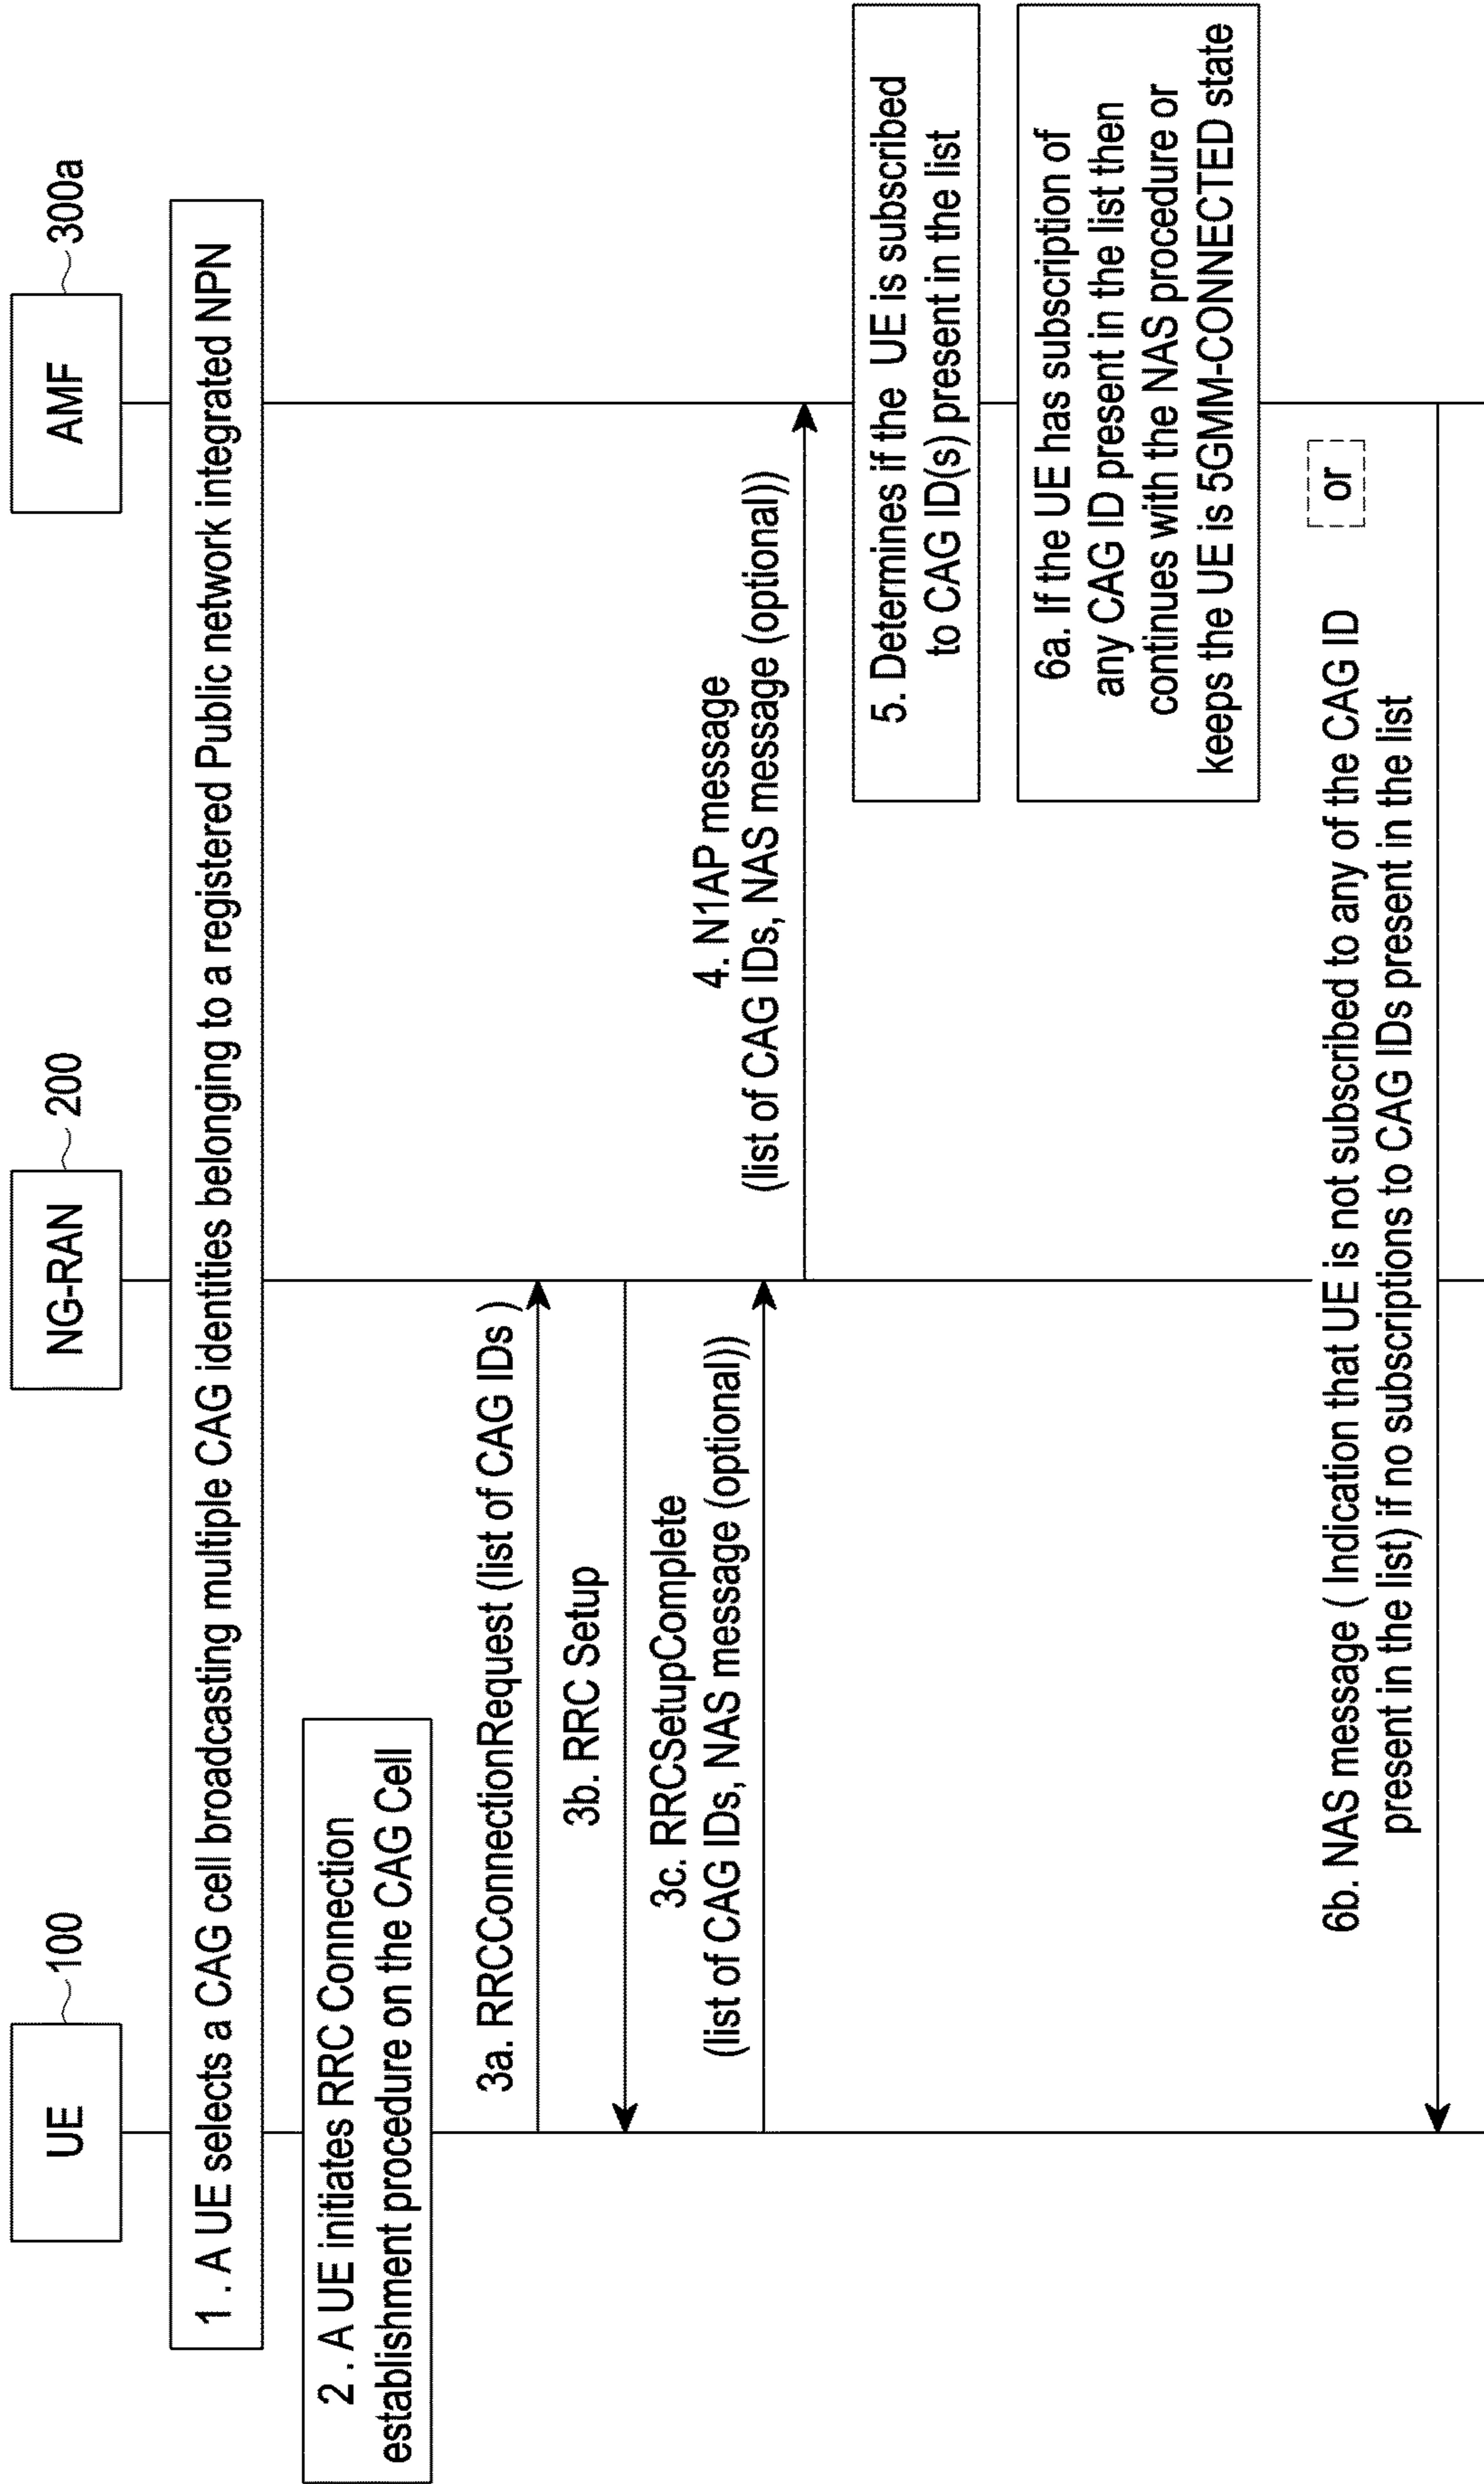 UE
100
NG-RAN
200
AMF
300a
1 . A UE selects a CAG cell broadcasting multiple CAG identities belonging to a registered Public network integrated NPN
2 . A UE initiates RRC Connection
establishment procedure on the CAG Cell
3a. RRCConnectionRequest (list of CAG IDs )
3b. RRC Setup
3c. RRCSetupComplete
(list of CAG IDs, NAS message (optional))
4. N1AP message
(list of CAG IDs, NAS message (optional))
5. Determines if the UE is subscribed
to CAG ID(s) present in the list
6a. If the UE has subscription of
any CAG ID present in the list then
continues with the NAS procedure or
keeps the UE is 5GMM-CONNECTED state
or
6b. NAS message ( Indication that UE is not subscribed to any of the CAG ID
present in the list) if no subscriptions to CAG IDs present in the list